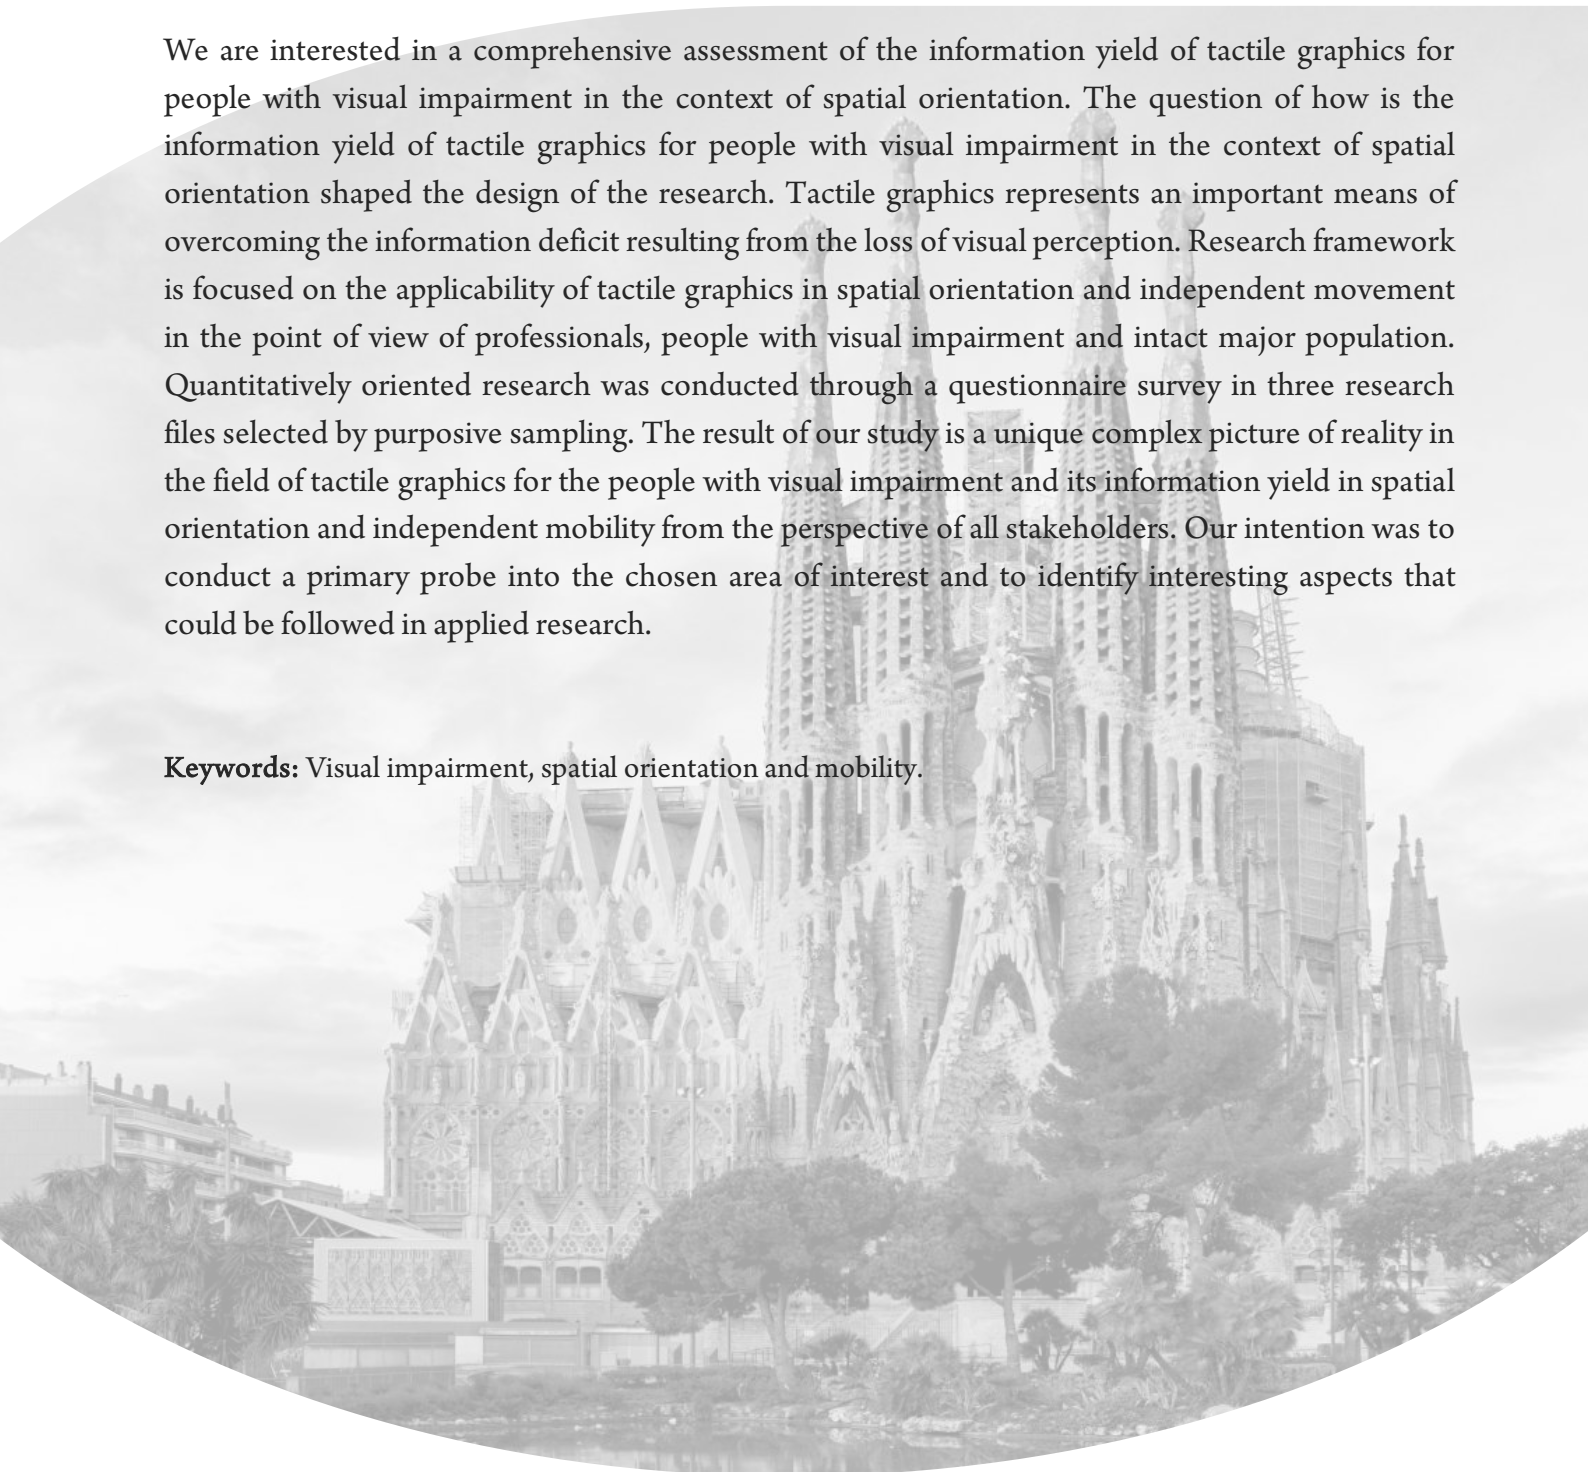 We are interested in a comprehensive assessment of the information yield of tactile graphics for
people with visual impairment in the context of spatial orientation. The question of how is the
information yield of tactile graphics for people with visual impairment in the context of spatial
orientation shaped the design of the research. Tactile graphics represents an important means of
overcoming the information deficit resulting from the loss of visual perception. Research framework
is focused on the applicability of tactile graphics in spatial orientation and independent movement
in the point of view of professionals, people with visual impairment and intact major population.
Quantitatively oriented research was conducted through a questionnaire survey in three research
files selected by purposive sampling. The result of our study is a unique complex picture of reality in
the field of tactile graphics for the people with visual impairment and its information yield in spatial
orientation and independent mobility from the perspective of all stakeholders. Our intention was to
conduct a primary probe into the chosen area of interest and to identify interesting aspects that
could be followed in applied research.
Keywords: Visual impairment, spatial orientation and mobility.